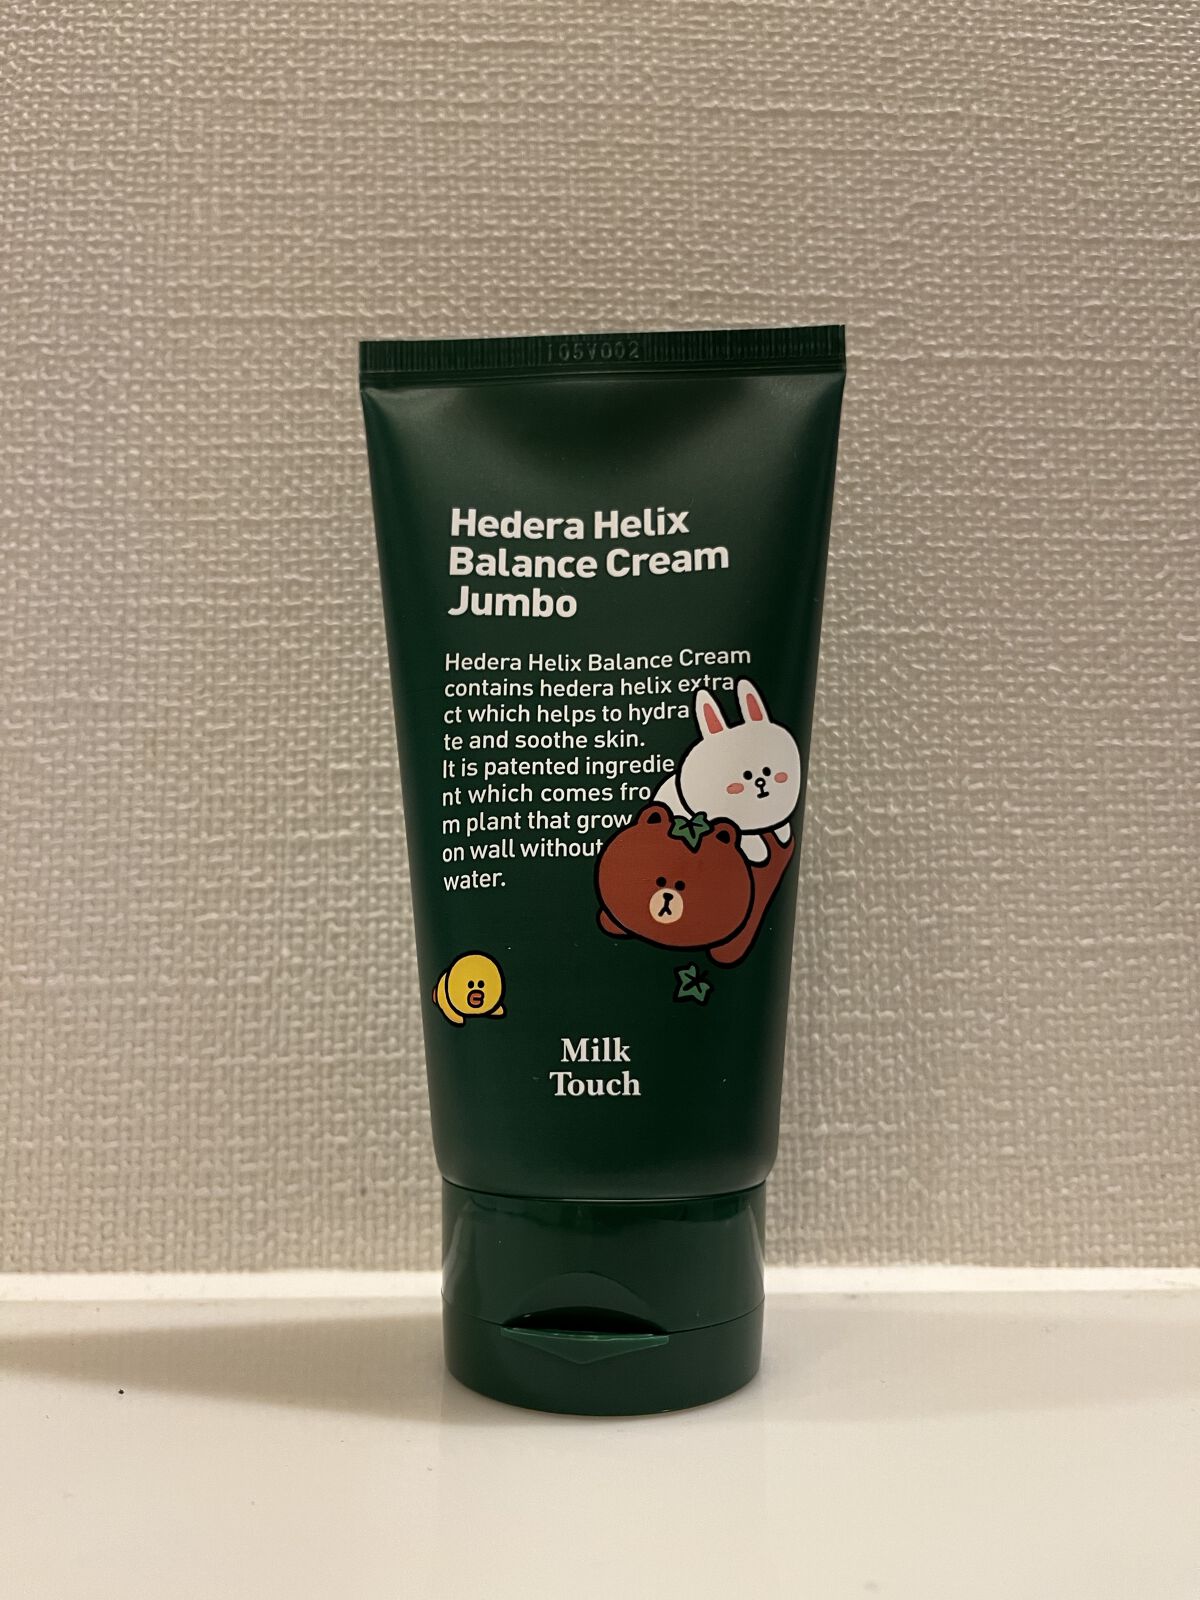 105V002
Hedera Helix
Balance Cream
Jumbo
Hedera Helix Balance Cream
contains hedera helix extra
ct which helps to hydra
te and soothe skin.
It is patented ingredie
nt which comes fro
m plant that grow
on wall without
water.
Milk
Touch